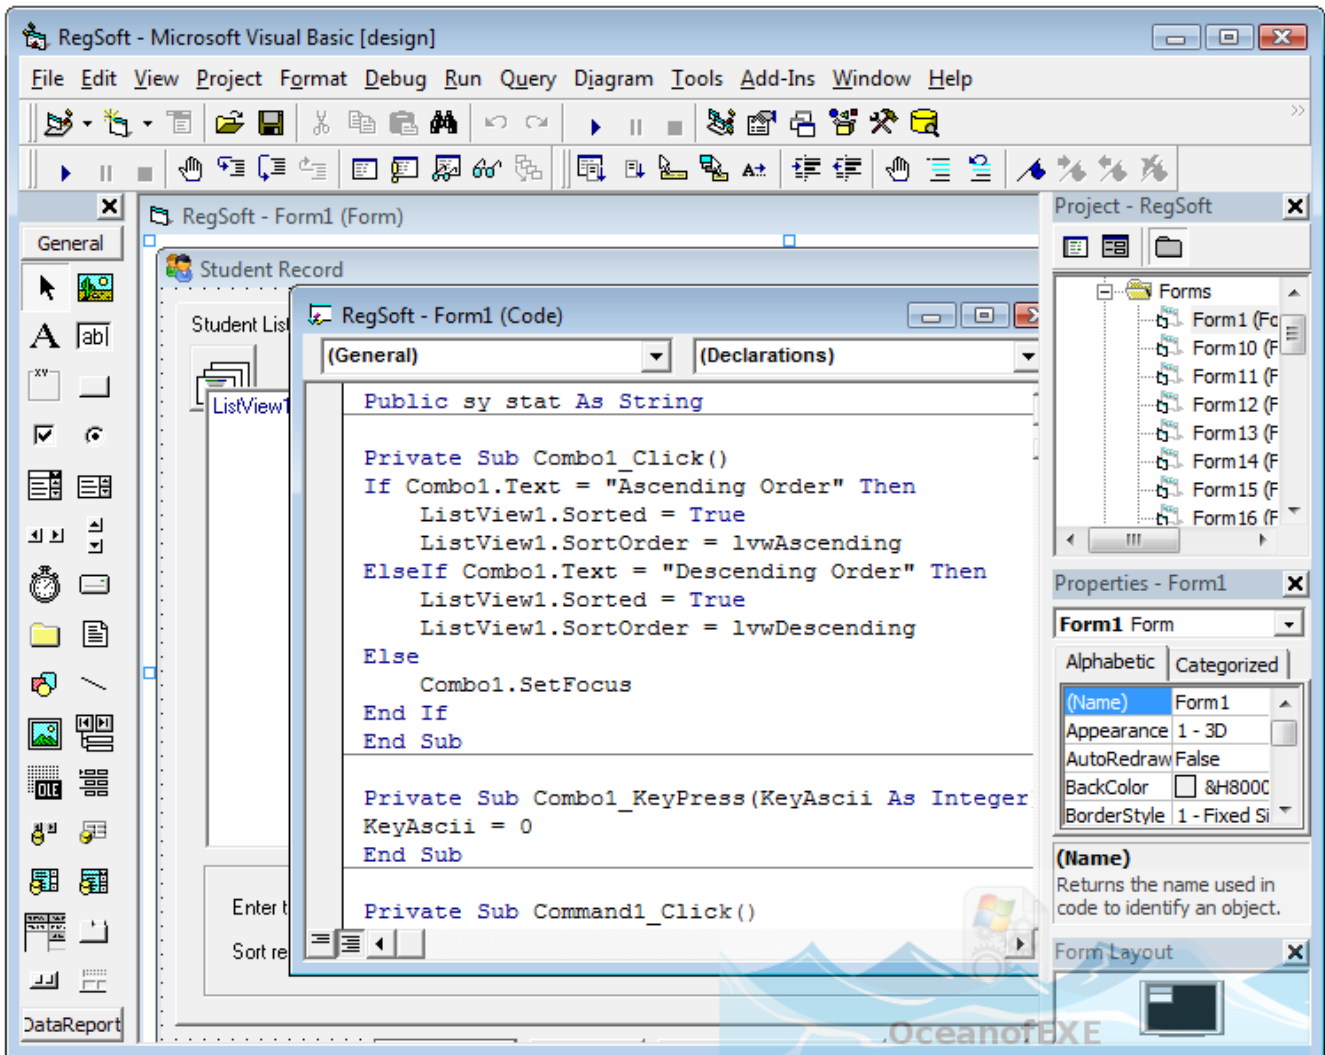 RegSoft - Microsoft Visual Basic [design]
File Edit View Project Format Debug Run Query Diagram Tools Add-Ins Window Help
General
RegSoft - Form1 (Form)
Student Record
Student List
ListView1
Enter t
Sort re
DataReport
RegSoft - Form1 (Code)
(General)
(Declarations)
Public sy stat As String
Private Sub Combo1_Click()
If Combo1.Text = "Ascending Order" Then
ListView1.Sorted = True
ListView1.SortOrder = lvwAscending
ElseIf Combo1.Text = "Descending Order" Then
ListView1.Sorted = True
ListView1.SortOrder = lvwDescending
Else
Combo1.SetFocus
End If
End Sub
Private Sub Combo1_KeyPress(KeyAscii As Integer
KeyAscii = 0
End Sub
Private Sub Command1_Click()
Project - RegSoft
Forms
Form1 (Fo
Form10 (F
Form11 (F
Form12 (F
Form13 (F
Form14 (F
Form15 (F
Form16 (F
Properties - Form1
Form1 Form
Alphabetic Categorized
(Name) Form1
Appearance 1 - 3D
AutoRedraw False
BackColor &H8000
BorderStyle 1 - Fixed Si
(Name)
Returns the name used in
code to identify an object.
Form Layout
OceanofEXE